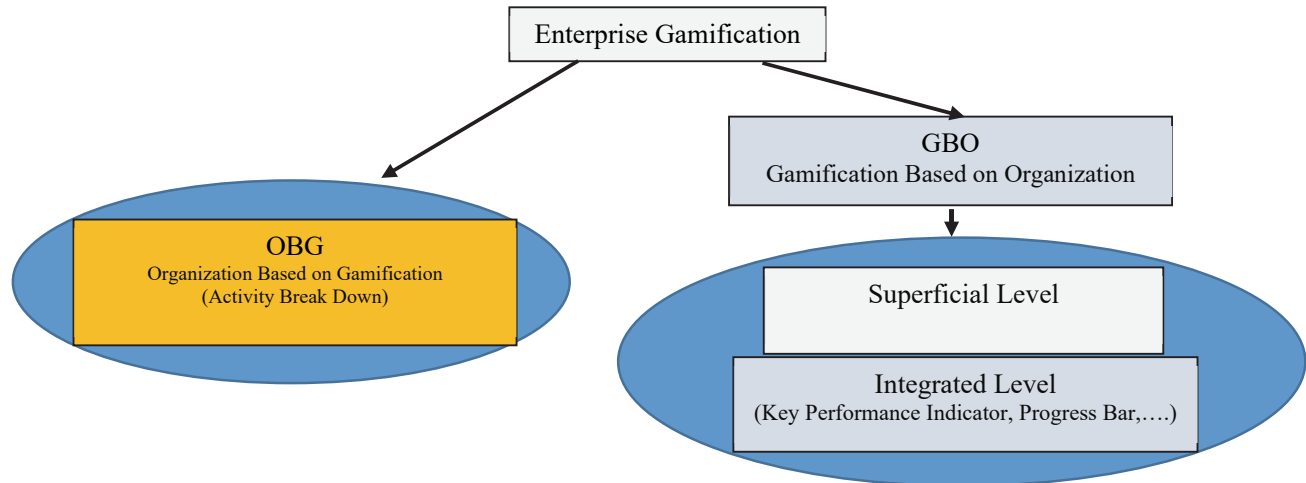 Enterprise Gamification
GBO
Gamification Based on Organization
OBG
Organization Based on Gamification
(Activity Break Down)
Superficial Level
Integrated Level
(Key Performance Indicator, Progress Bar,….)